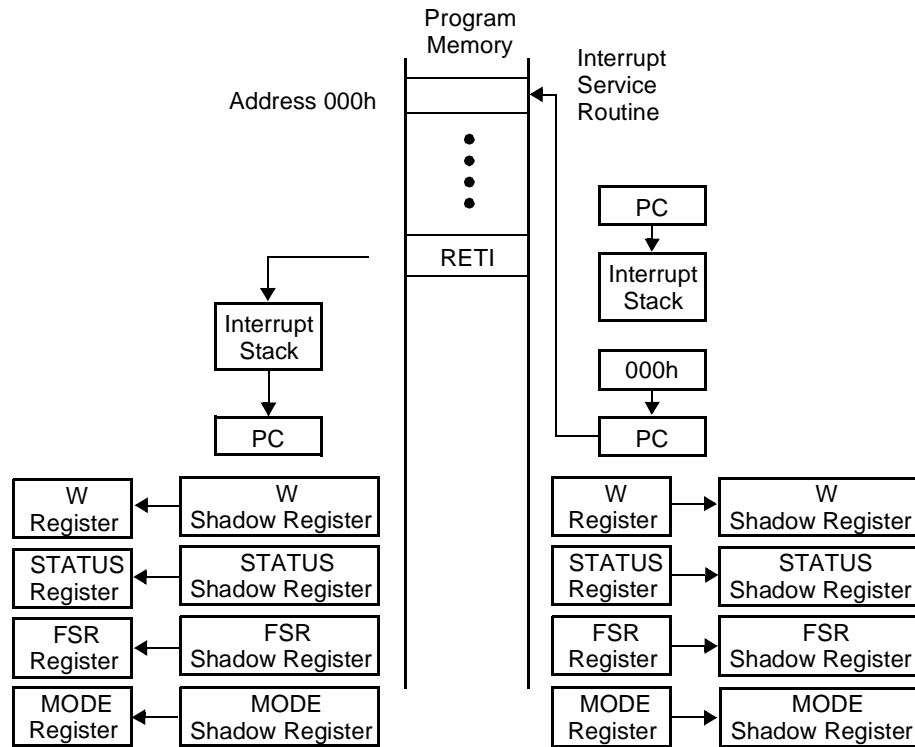 Program
Memory
Interrupt
Service
Routine
Address 000h
PC
RETI
Interrupt
Stack
Interrupt
Stack
000h
PC
PC
W
Register
W
Shadow Register
W
Register
W
Shadow Register
STATUS
Register
STATUS
Shadow Register
STATUS
Register
STATUS
Shadow Register
FSR
Register
FSR
Shadow Register
FSR
Register
FSR
Shadow Register
MODE
Register
MODE
Shadow Register
MODE
Register
MODE
Shadow Register